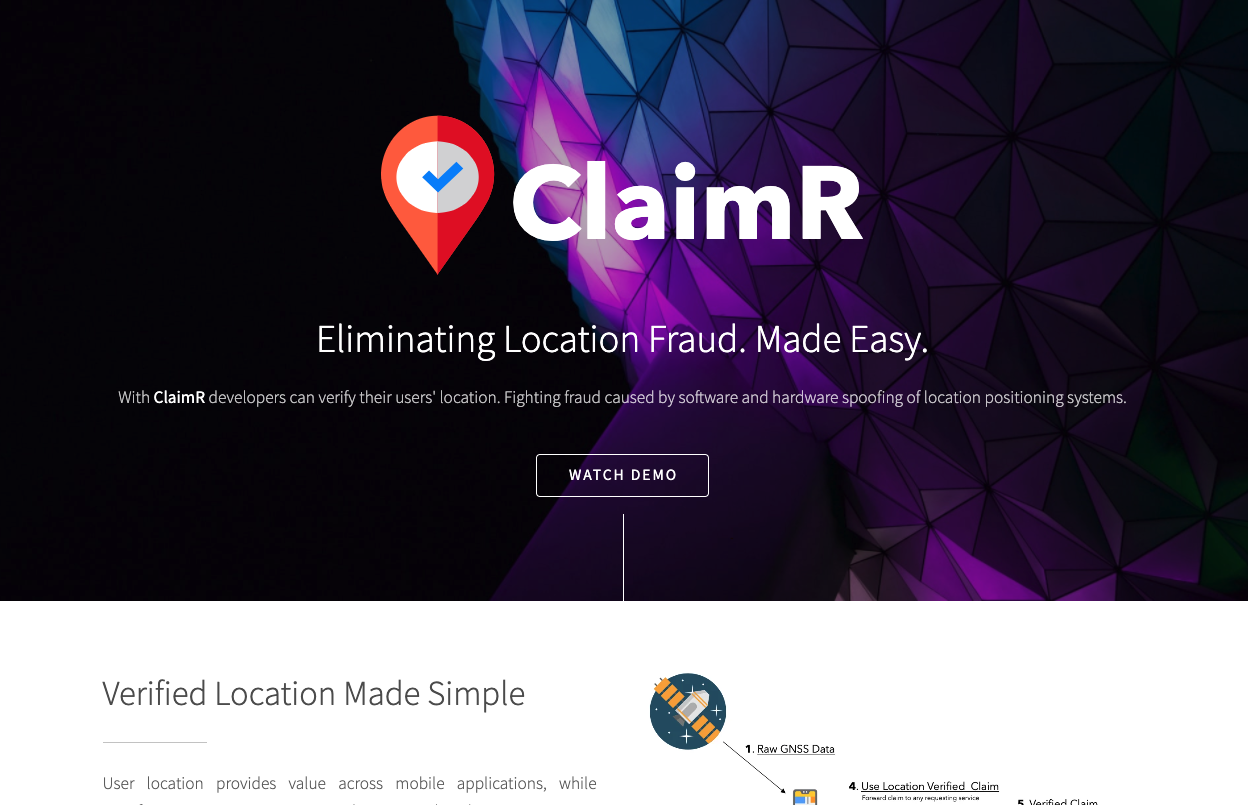 ClaimR
Eliminating Location Fraud. Made Easy.
With ClaimR developers can verify their users' location. Fighting fraud caused by software and hardware spoofing of location positioning systems.
WATCH DEMO
Verified Location Made Simple
User location provides value across mobile applications, while
1. Raw GNSS Data
4. Use Location Verified Claim
Forward claim to any requesting service
5. Verified Claim